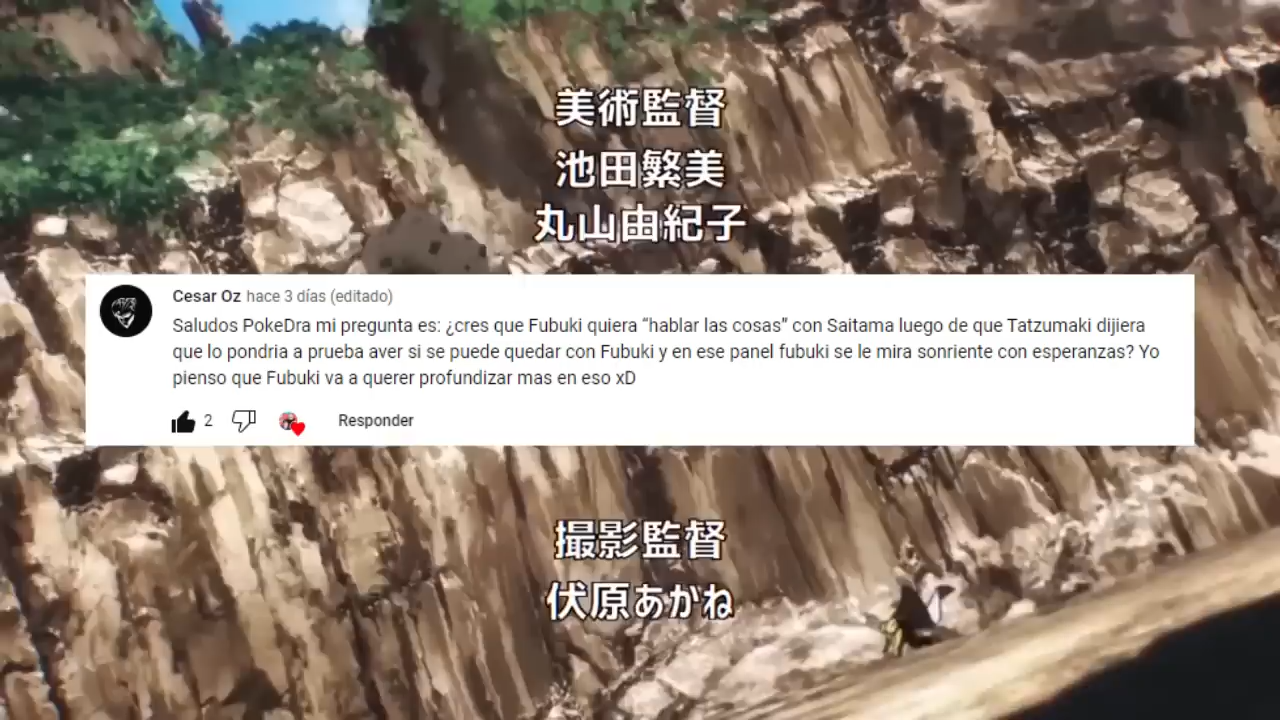 美術監督
池田繁美
丸山由紀子
Cesar Oz hace 3 días (editado)
Saludos PokeDra mi pregunta es: ¿cres que Fubuki quiera “hablar las cosas” con Saitama luego de que Tatzumaki dijiera
que lo pondria a prueba aver si se puede quedar con Fubuki y en ese panel fubuki se le mira sonriente con esperanzas? Yo
pienso que Fubuki va a querer profundizar mas en eso xD
2
Responder
撮影監督
伏原あかね